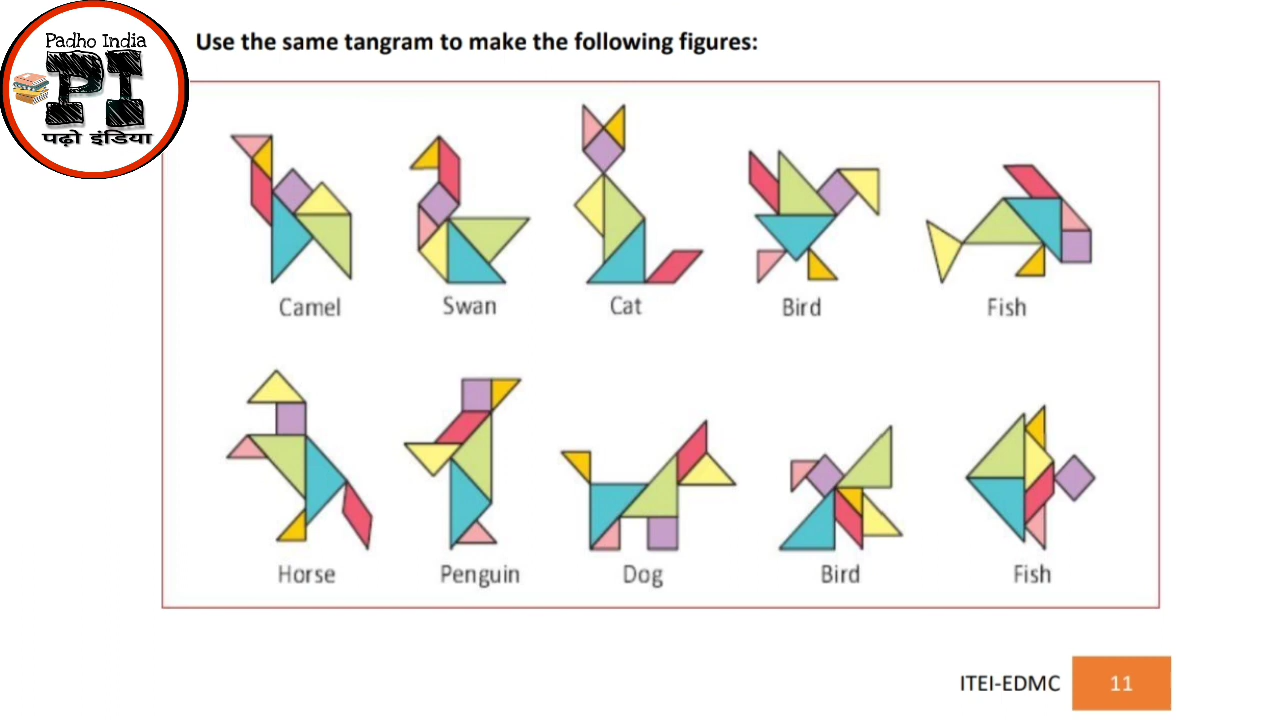 Padho India
PI
पढ़ो इंडिया
Use the same tangram to make the following figures:
Camel
Swan
Cat
Bird
Fish
Horse
Penguin
Dog
Bird
Fish
ITEI-EDMC
11